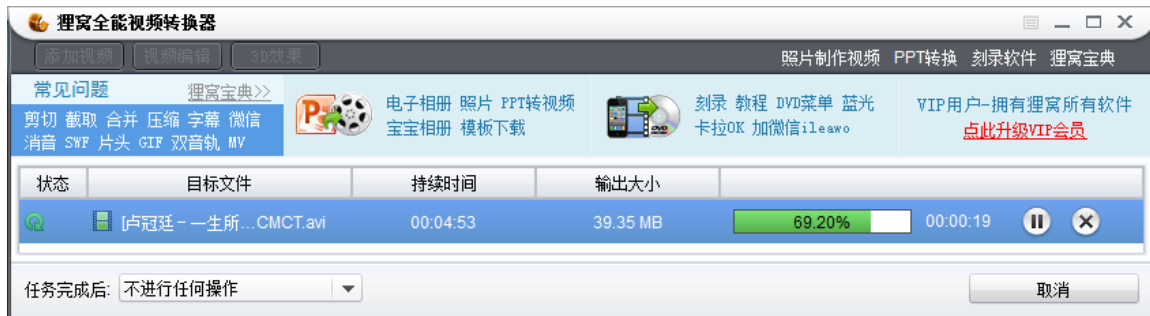 狸窝全能视频转换器
添加视频 视频编辑 3D效果
照片制作视频 PPT转换 刻录软件 狸窝宝典
常见问题 狸窝宝典>>
剪切 截取 合并 压缩 字幕 微信
消音 SWF 片头 GIF 双音轨 MV
电子相册 照片 PPT转视频
宝宝相册 模板下载
刻录 教程 DVD菜单 蓝光
卡拉OK 加微信ileawo
VIP用户-拥有狸窝所有软件
点此升级VIP会员
状态 目标文件 持续时间 输出大小
[卢冠廷 - 一生所...CMCT.avi 00:04:53 39.35 MB 69.20% 00:00:19
任务完成后: 不进行任何操作 取消